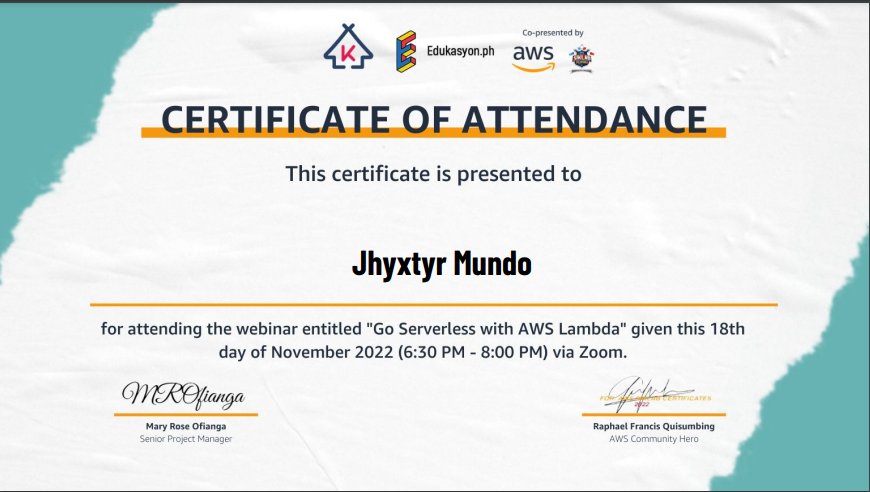 Co-presented by
K
Edukasyon.ph
aws
CERTIFICATE OF ATTENDANCE
This certificate is presented to
Jhyxtyr Mundo
for attending the webinar entitled "Go Serverless with AWS Lambda" given this 18th
day of November 2022 (6:30 PM - 8:00 PM) via Zoom.
MROfianga
Mary Rose Ofianga
Senior Project Manager
CERTIFICATES
2022
Raphael Francis Quisumbing
AWS Community Hero